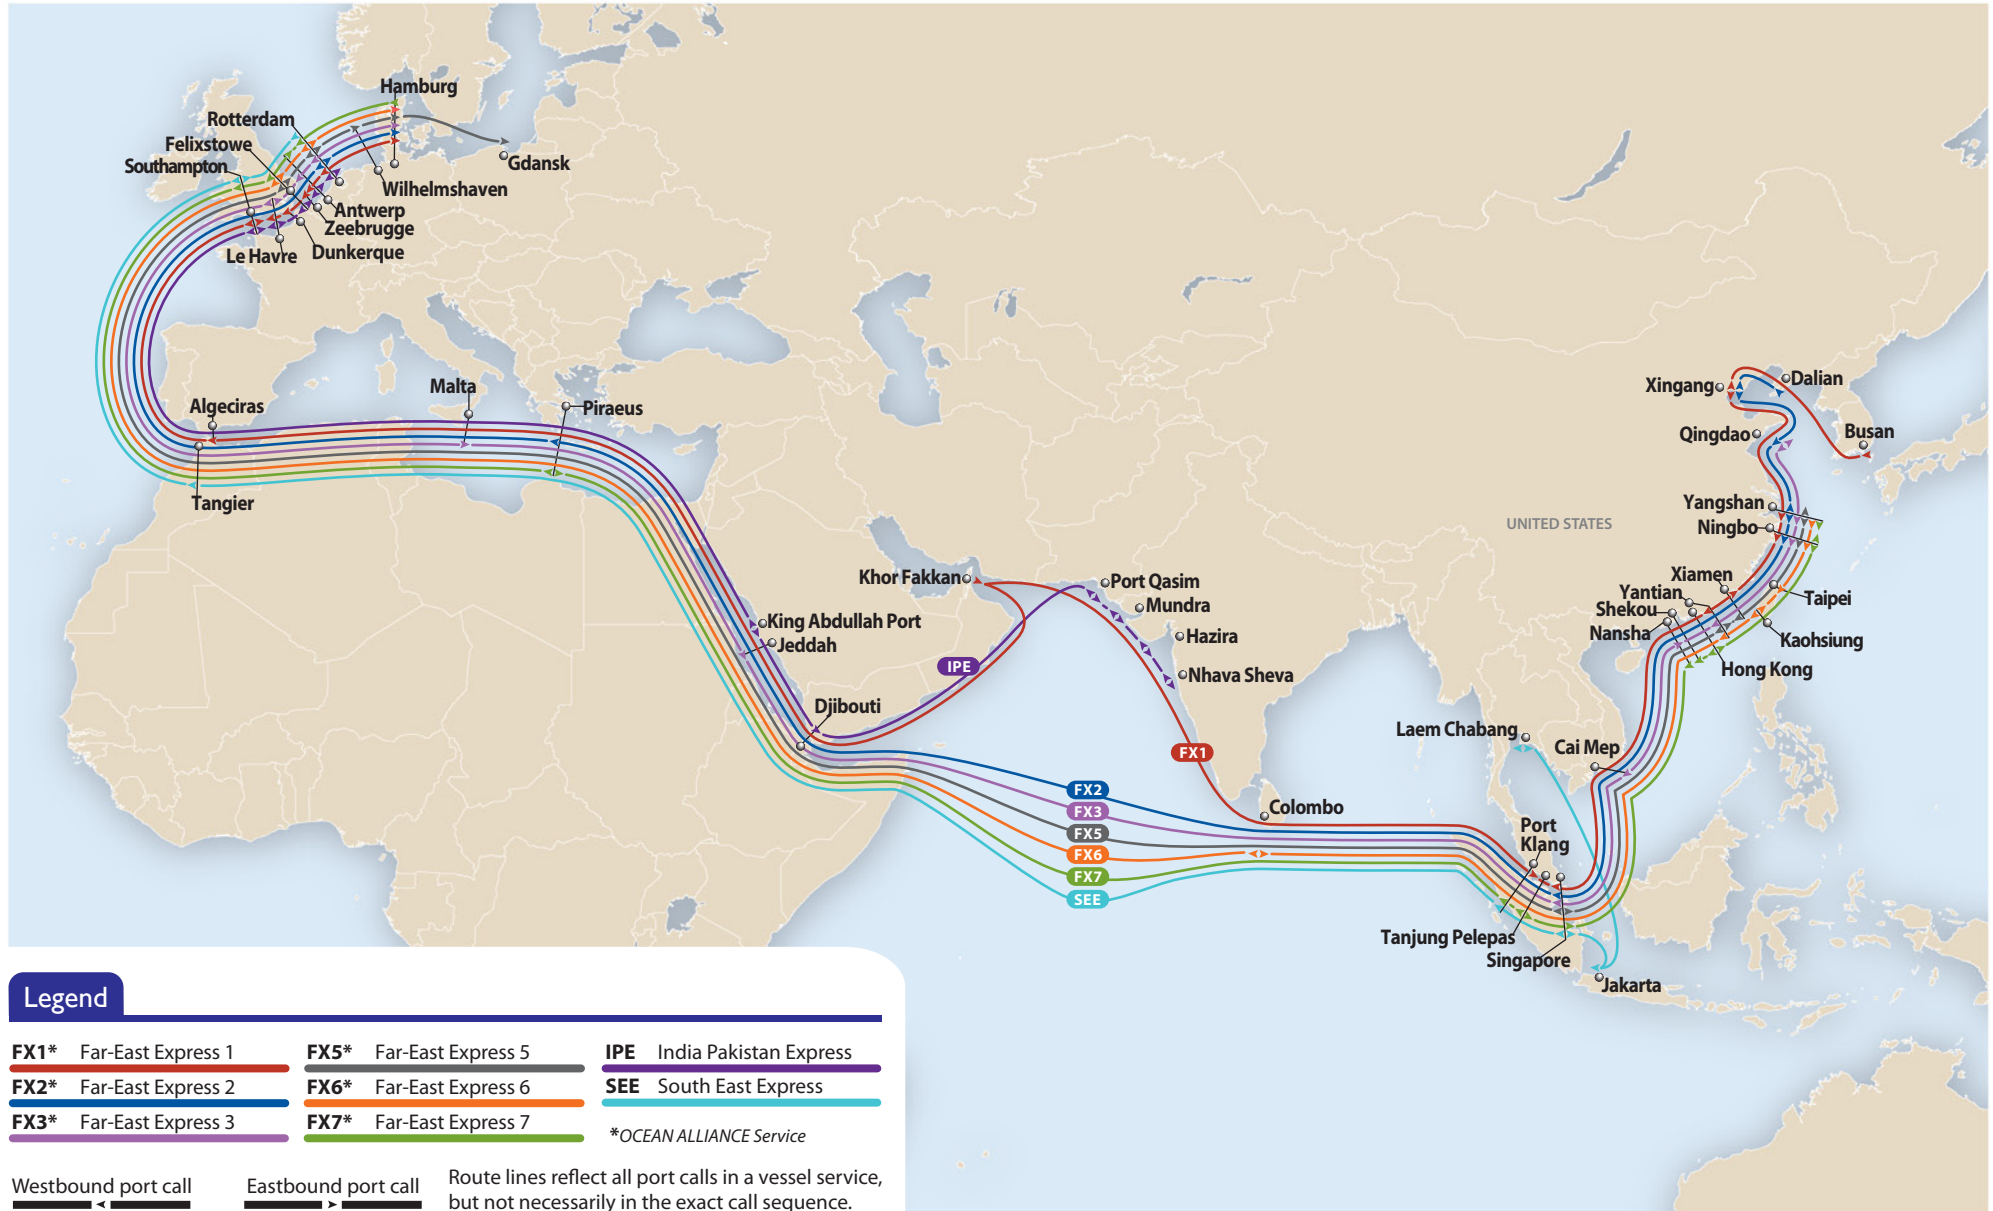 Hamburg
Rotterdam
Felixstowe
Southampton
Gdansk
Wilhelmshaven
Antwerp
Zeebrugge
Dunkerque
Le Havre
Malta
Algeciras
Piraeus
Tangier
Xingang
Dalian
Qingdao
Busan
Yangshan
Ningbo
UNITED STATES
Khor Fakkan
Port Qasim
Mundra
Hazira
Nhava Sheva
Xiamen
Yantian
Shekou
Nansha
Taipei
Kaohsiung
Hong Kong
King Abdullah Port
Jeddah
IPE
Djibouti
Laem Chabang
Cai Mep
FX1
FX2
FX3
FX5
FX6
FX7
SEE
Colombo
Port
Klang
Tanjung Pelepas
Singapore
Jakarta
Legend
FX1* Far-East Express 1
FX2* Far-East Express 2
FX3* Far-East Express 3
FX5* Far-East Express 5
FX6* Far-East Express 6
FX7* Far-East Express 7
IPE India Pakistan Express
SEE South East Express
*OCEAN ALLIANCE Service
Westbound port call
Eastbound port call
Route lines reflect all port calls in a vessel service,
but not necessarily in the exact call sequence.